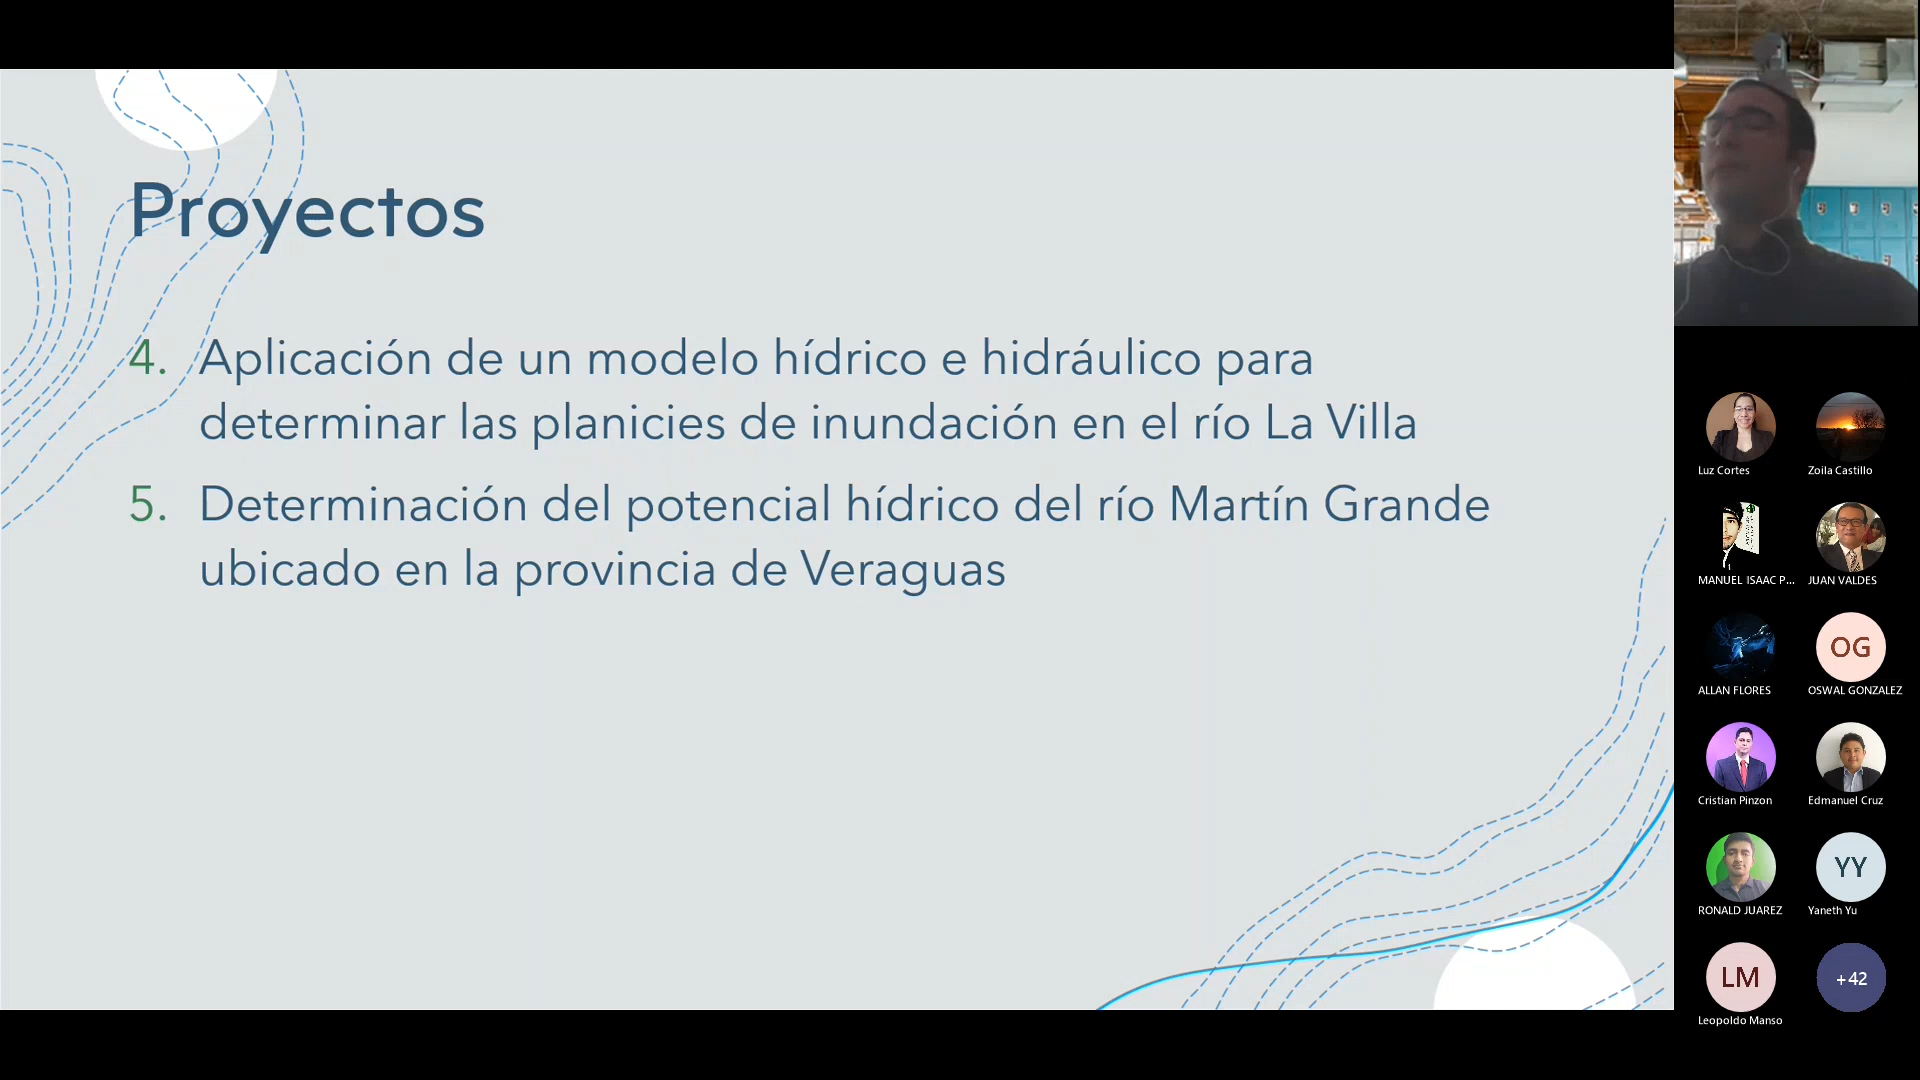 Proyectos
4. Aplicación de un modelo hídrico e hidráulico para
determinar las planicies de inundación en el río La Villa
5. Determinación del potencial hídrico del río Martín Grande
ubicado en la provincia de Veraguas
Luz Cortes
Zoila Castillo
MANUEL ISAAC P...
JUAN VALDES
ALLAN FLORES
OG
OSWAL GONZALEZ
Cristian Pinzon
Edmanuel Cruz
RONALD JUAREZ
YY
Yaneth Yu
LM
Leopoldo Manso
+42